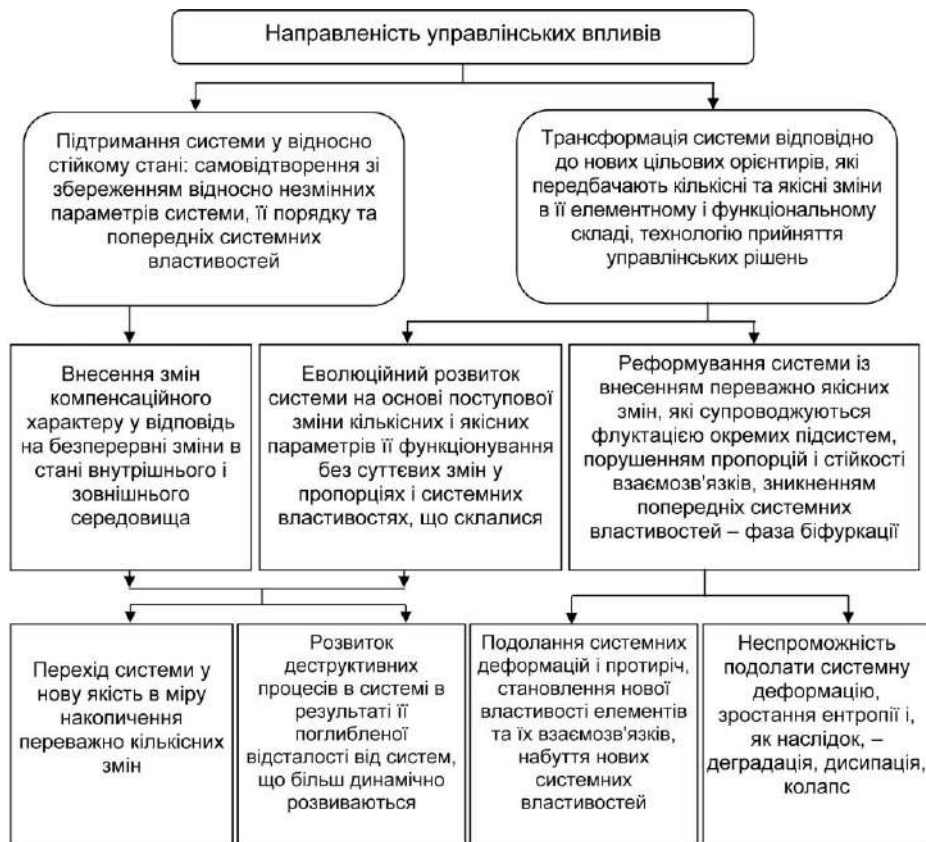 Направленість управлінських впливів
Підтримання системи у відносно
стійкому стані: самовідтворення зі
збереженням відносно незмінних
параметрів системи, її порядку та
попередніх системних
властивостей
Трансформація системи відповідно
до нових цільових орієнтирів, які
передбачають кількісні та якісні зміни
в її елементному і функціональному
складі, технологію прийняття
управлінських рішень
Внесення змін
компенсаційного
характеру у відповідь
на безперервні зміни в
стані внутрішнього і
зовнішнього
середовища
Еволюційний розвиток
системи на основі поступової
зміни кількісних і якісних
параметрів її функціонування
без суттєвих змін у
пропорціях і системних
властивостях, що склалися
Реформування системи із
внесенням переважно якісних
змін, які супроводжуються
флуктацією окремих підсистем,
порушенням пропорцій і стійкості
взаємозв'язків, зникненням
попередніх системних
властивостей – фаза біфуркації
Перехід системи у
нову якість в міру
накопичення
переважно кількісних
змін
Розвиток
деструктивних
процесів в системі в
результаті її
поглибленої
відсталості від систем,
що більш динамічно
розвиваються
Подолання системних
деформацій і протиріч,
становлення нової
властивості елементів
та їх взаємозв'язків,
набуття нових
системних
властивостей
Неспроможність
подолати системну
деформацію,
зростання ентропії і,
як наслідок, –
деградація, дисипація,
колапс